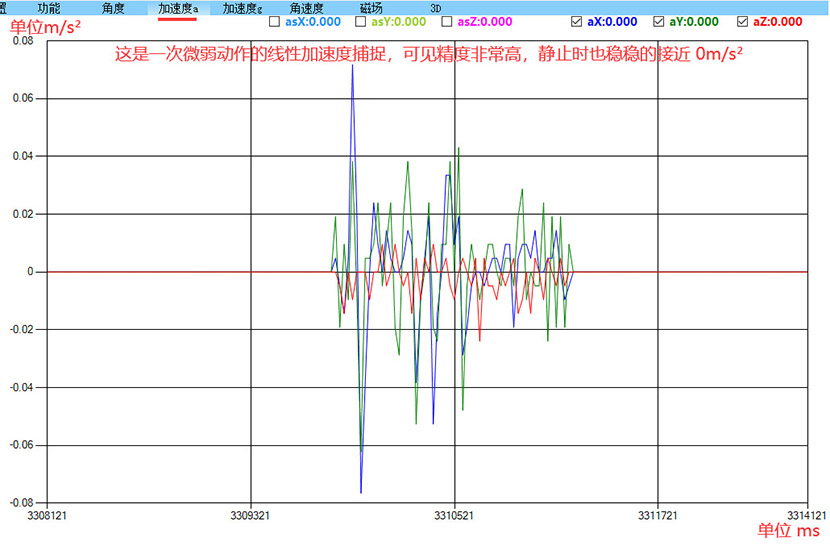 置 功能 角度 加速度a 加速度g 角速度 磁场 3D
单位m/s² asX:0.000 asY:0.000 asZ:0.000 aX:0.000 aY:0.000 aZ:0.000
0.08
这是一次微弱动作的线性加速度捕捉，可见精度非常高，静止时也稳稳的接近 0m/s²
0.06
0.04
0.02
0
-0.02
-0.04
-0.06
-0.08
3308121 3309321 3310521 3311721 3314121
单位 ms